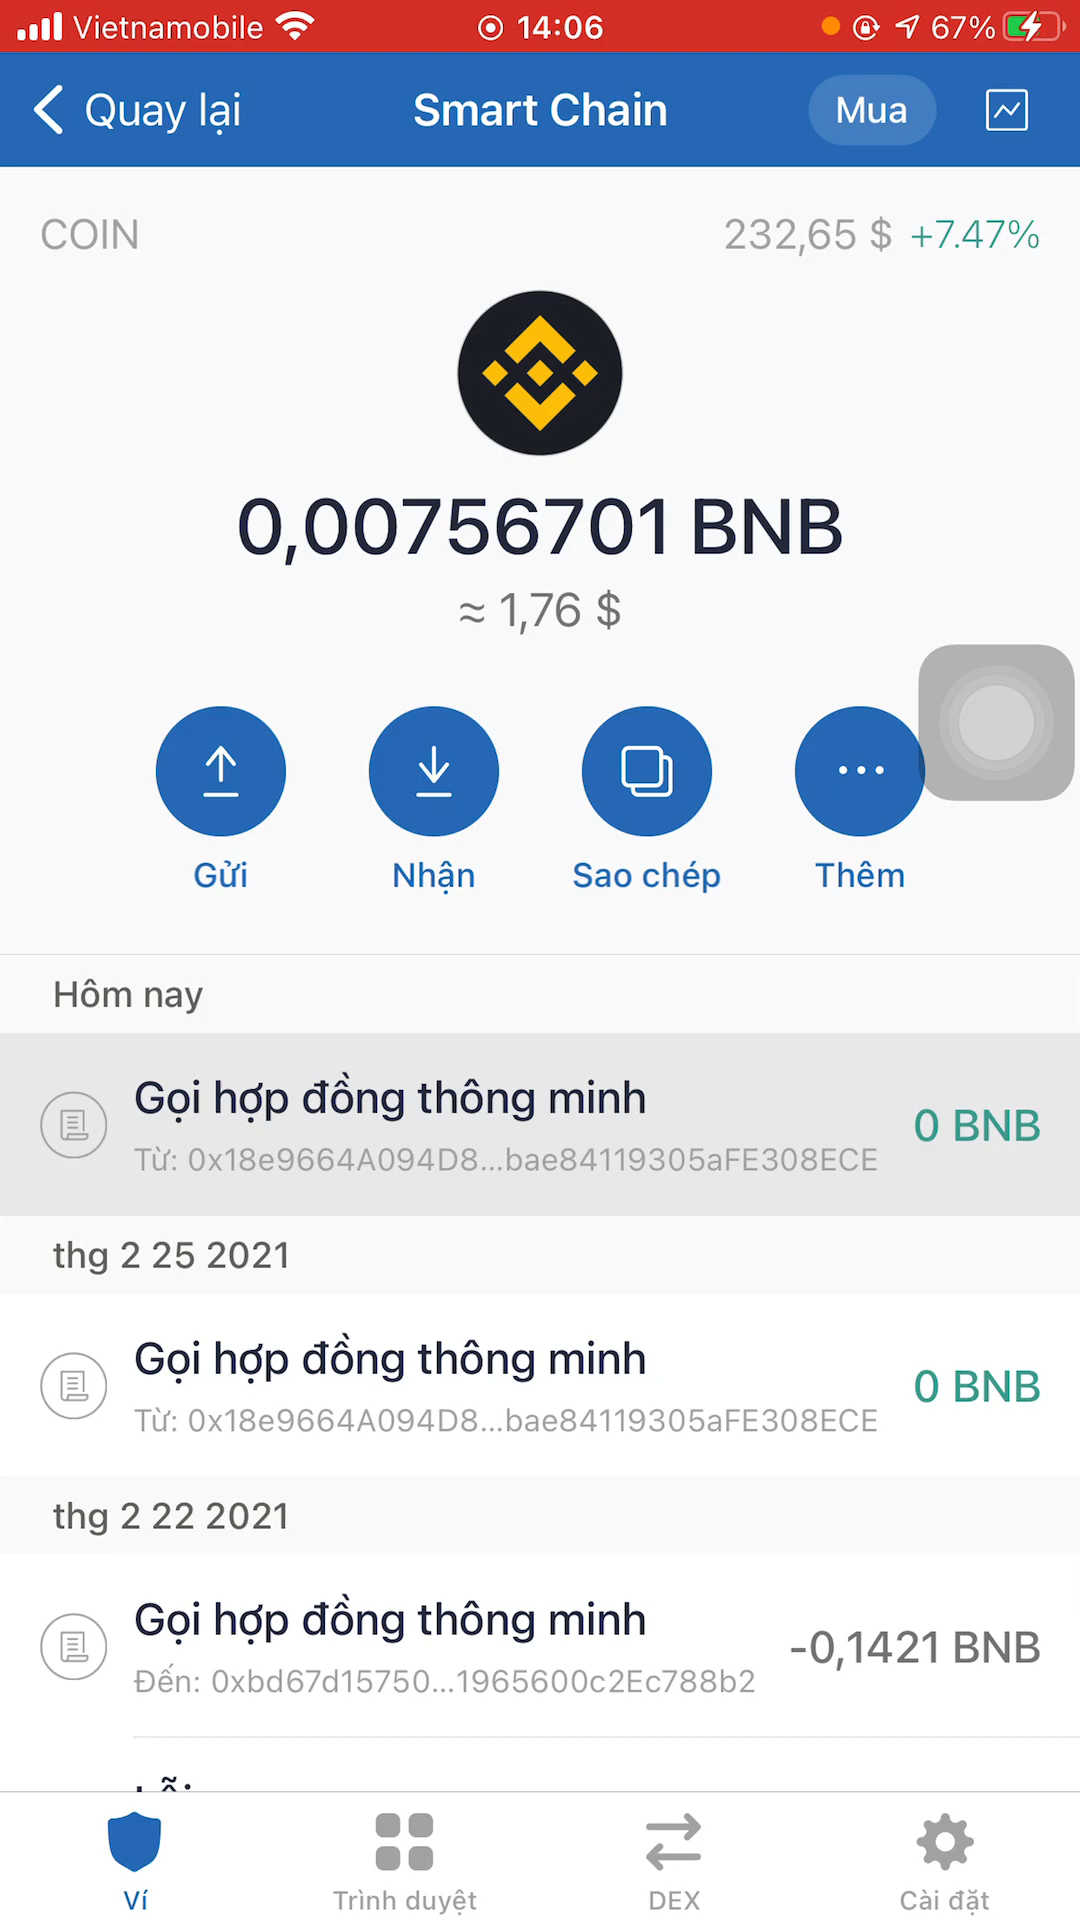 Vietnamobile 14:06 67%
Quay lại Smart Chain Mua
COIN 232,65 $ +7.47%
0,00756701 BNB
≈ 1,76 $
Gửi Nhận Sao chép Thêm
Hôm nay
Gọi hợp đồng thông minh
Từ: 0x18e9664A094D8...bae84119305aFE308ECE
0 BNB
thg 2 25 2021
Gọi hợp đồng thông minh
Từ: 0x18e9664A094D8...bae84119305aFE308ECE
0 BNB
thg 2 22 2021
Gọi hợp đồng thông minh
Đến: 0xbd67d15750...1965600c2Ec788b2
-0,1421 BNB
Ví Trình duyệt DEX Cài đặt